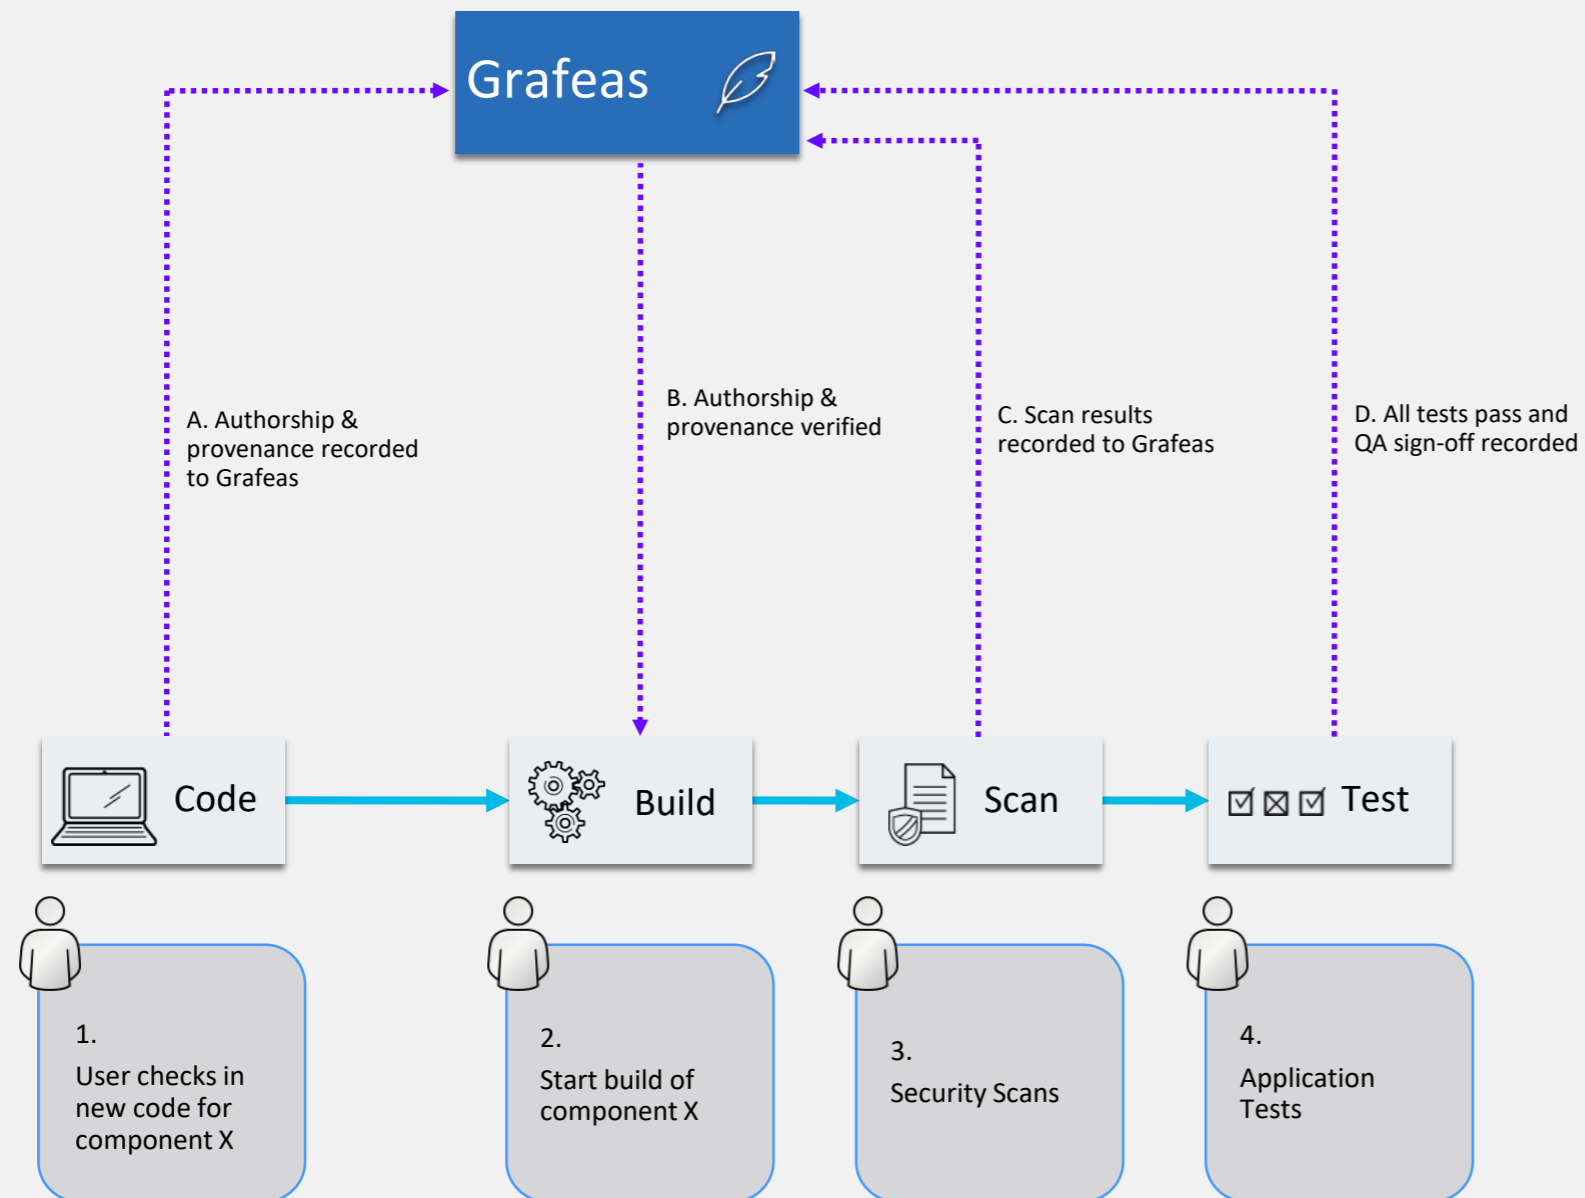 Grafeas
A. Authorship &
provenance recorded
to Grafeas
B. Authorship &
provenance verified
C. Scan results
recorded to Grafeas
D. All tests pass and
QA sign-off recorded
Code
Build
Scan
Test
1.
User checks in
new code for
component X
2.
Start build of
component X
3.
Security Scans
4.
Application
Tests